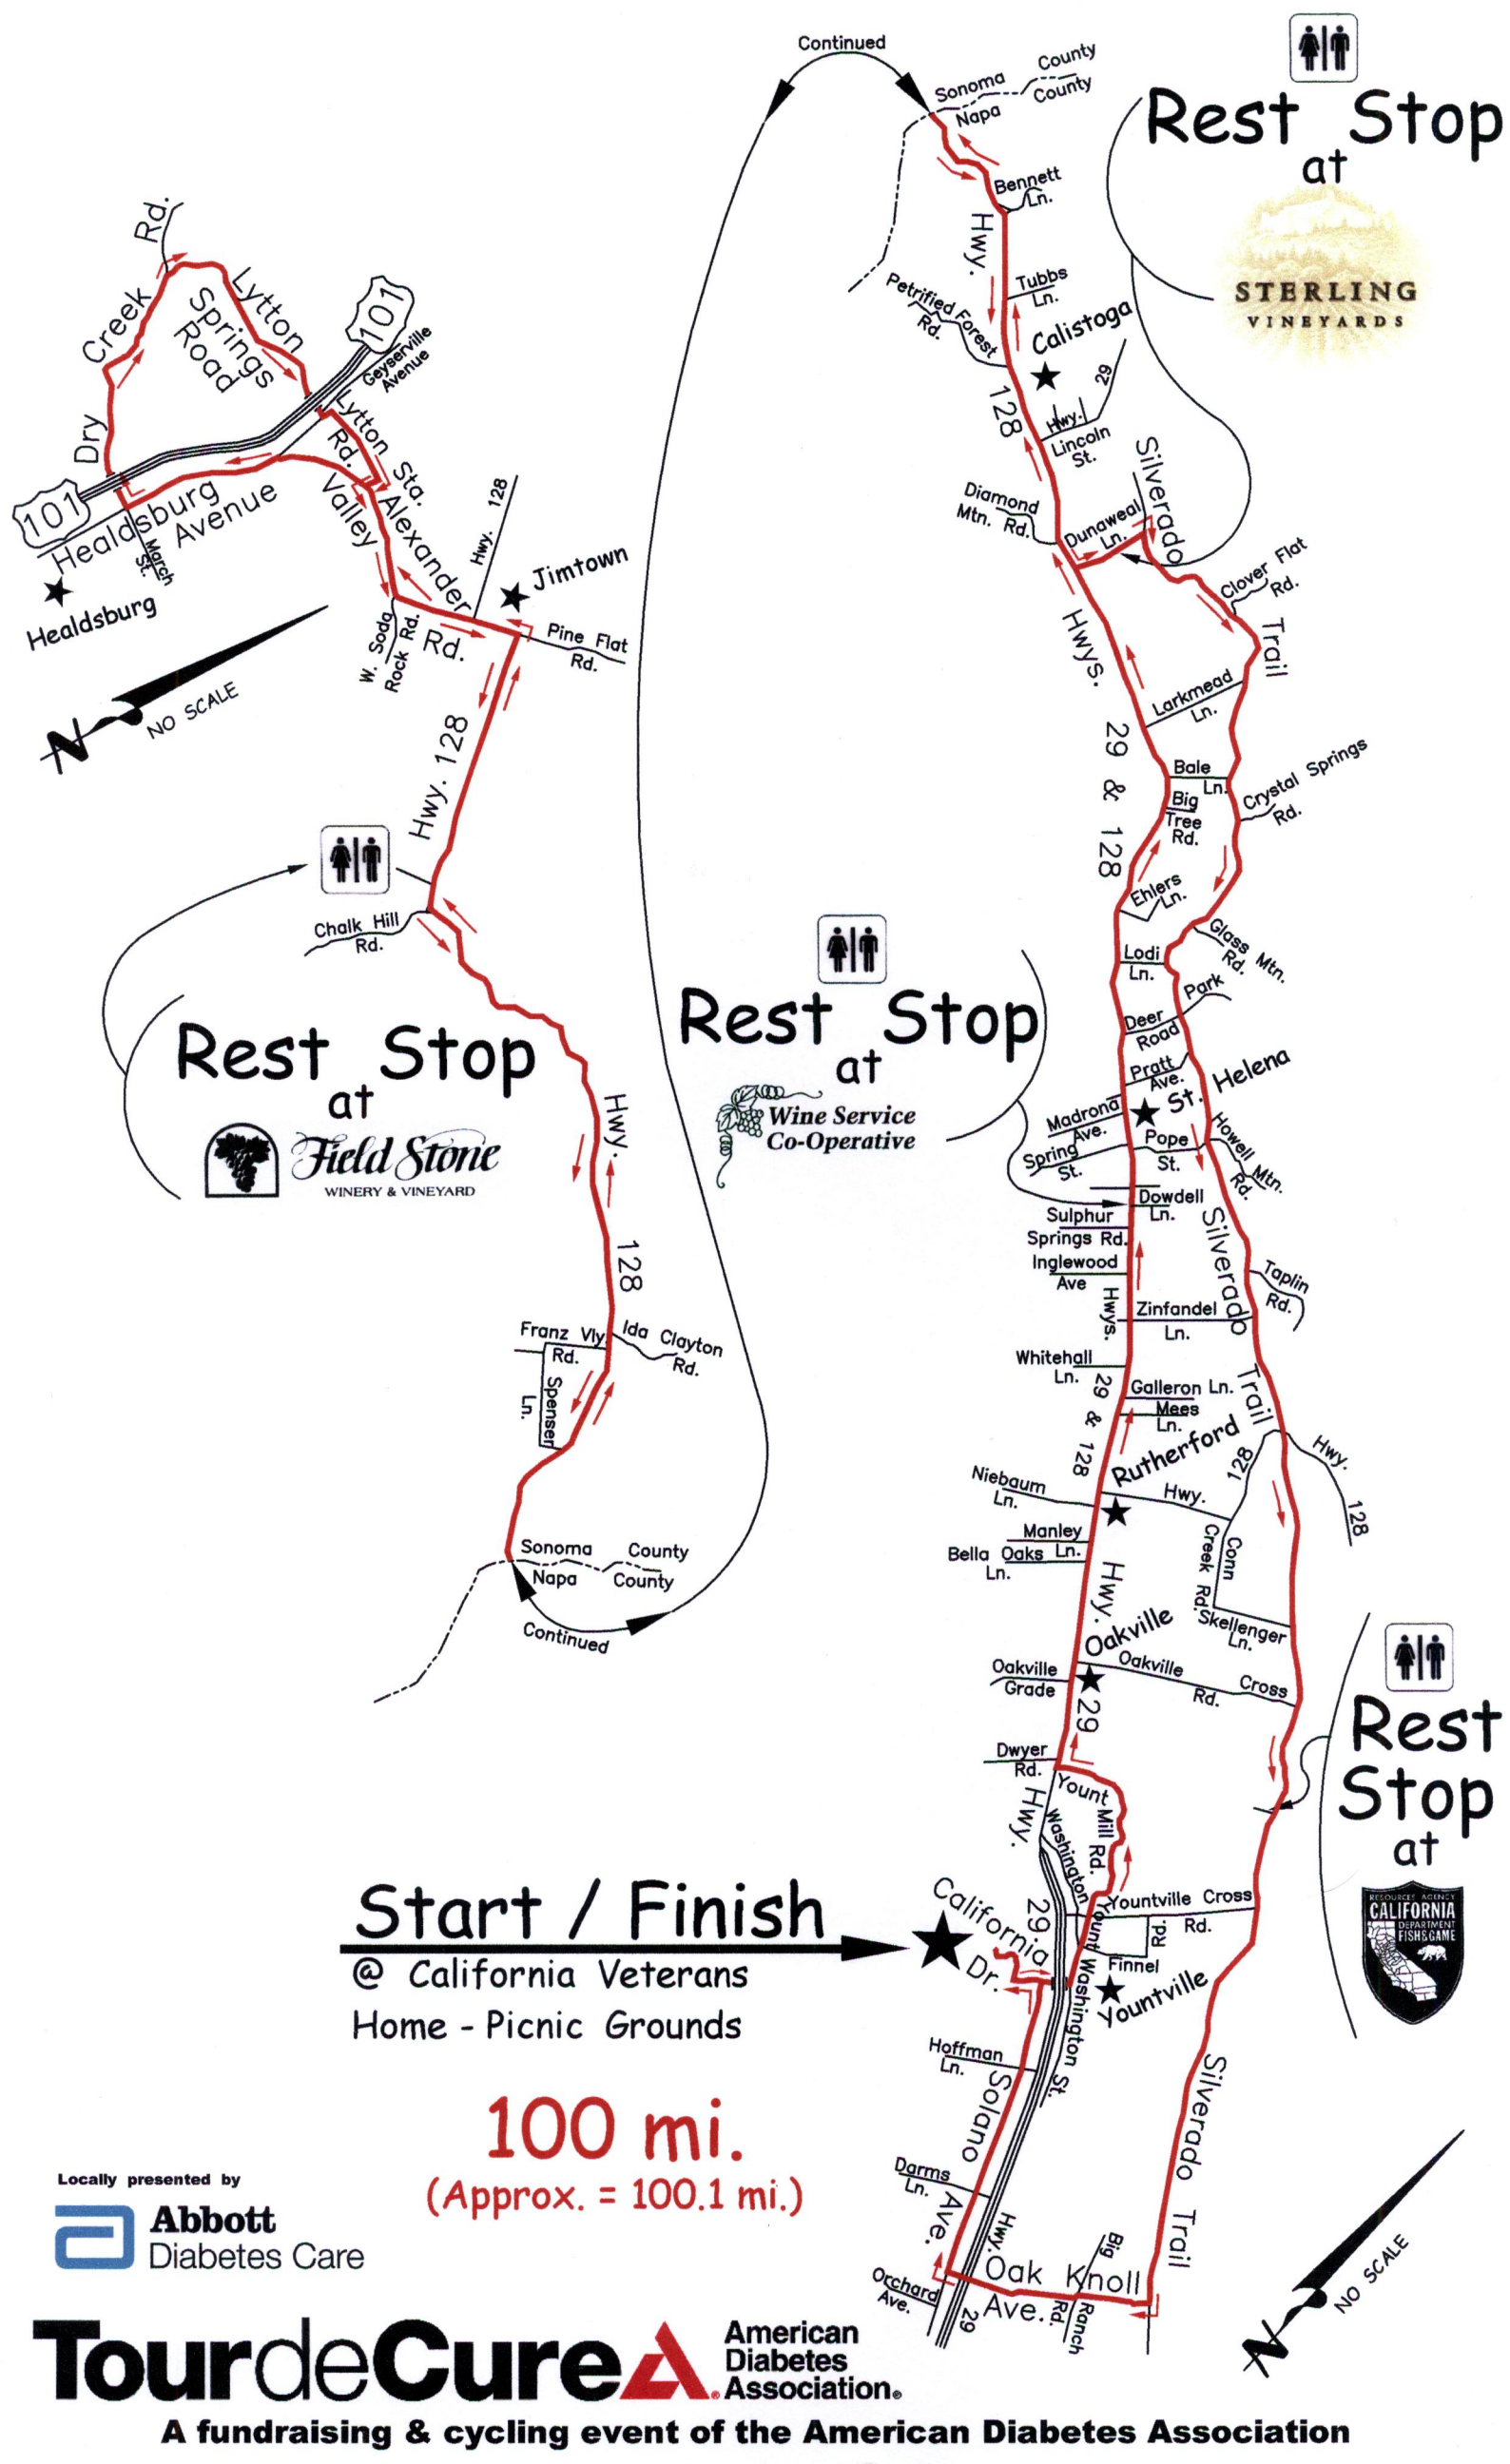 Continued
Sonoma County
Napa County
Rest Stop
at
STERLING
VINEYARDS
Bennett
Ln.
Hwy.
128
Tubbs
Ln.
Petrified Forest
Rd.
Calistoga
Hwy.
29
Lincoln
St.
Silverado
Trail
Diamond
Mtn. Rd.
Dunaweal
Ln.
Clover Flat
Rd.
Hwys.
29 & 128
Larkmead
Ln.
Bale
Ln.
Big
Tree
Rd.
Crystal Springs
Rd.
Ehlers
Ln.
Glass Mtn.
Rd.
Lodi
Ln.
Deer Park
Road
Pratt
Ave.
St. Helena
Madrona
Ave.
Spring
St.
Pope
St.
Howell Mtn.
Rd.
Dowdell
Ln.
Sulphur
Springs Rd.
Inglewood
Ave
Silverado
Trail
Taplin
Rd.
Hwys.
29 & 128
Zinfandel
Ln.
Whitehall
Ln.
Galleron Ln.
Mees
Ln.
Rutherford
Hwy.
128
Hwy.
128
Niebaum
Ln.
Manley
Ln.
Bella Oaks
Ln.
Conn
Creek Rd.
Skellenger
Ln.
Hwy.
29
Oakville
Oakville
Grade
Oakville Cross
Rd.
Dwyer
Rd.
Yount
Mill Rd.
Hwy.
29
Washington
Yount
Yountville Cross
Rd.
Rd.
Finnel
Yountville
Washington St.
California
Dr.
Hoffman
Ln.
Solano
Ave.
Darms
Ln.
Hwy.
29
Orchard
Ave.
Oak Knoll
Ave.
Big
Ranch
Rd.
Silverado Trail
N
NO SCALE
Rest
Stop
at
RESOURCES AGENCY
CALIFORNIA
DEPARTMENT
FISH&GAME
Rd.
Creek
Dry
Lytton
Springs
Road
101
Geyserville
Avenue
Lytton Sta.
Rd.
101
Healdsburg
Avenue
March
St.
Healdsburg
Alexander
Valley
Rd.
Hwy. 128
Jimtown
Pine Flat
Rd.
W. Soda
Rock Rd.
N
NO SCALE
Hwy. 128
Chalk Hill
Rd.
Rest Stop
at
Field Stone
WINERY & VINEYARD
Rest Stop
at
Wine Service
Co-Operative
Hwy.
128
Franz Vly.
Rd.
Ida Clayton
Rd.
Spenser
Ln.
Sonoma County
Napa County
Continued
Start / Finish
@ California Veterans
Home - Picnic Grounds
100 mi.
(Approx. = 100.1 mi.)
Locally presented by
Abbott
Diabetes Care
TourdeCure
American
Diabetes
Association®
A fundraising & cycling event of the American Diabetes Association